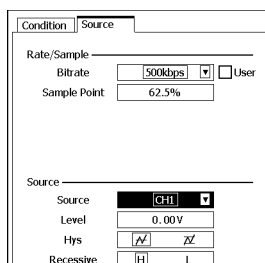 Condition Source
Rate/Sample
Bitrate 500kbps User
Sample Point 62.5%
Source
Source CH1
Level 0.00V
Hys
Recessive H L